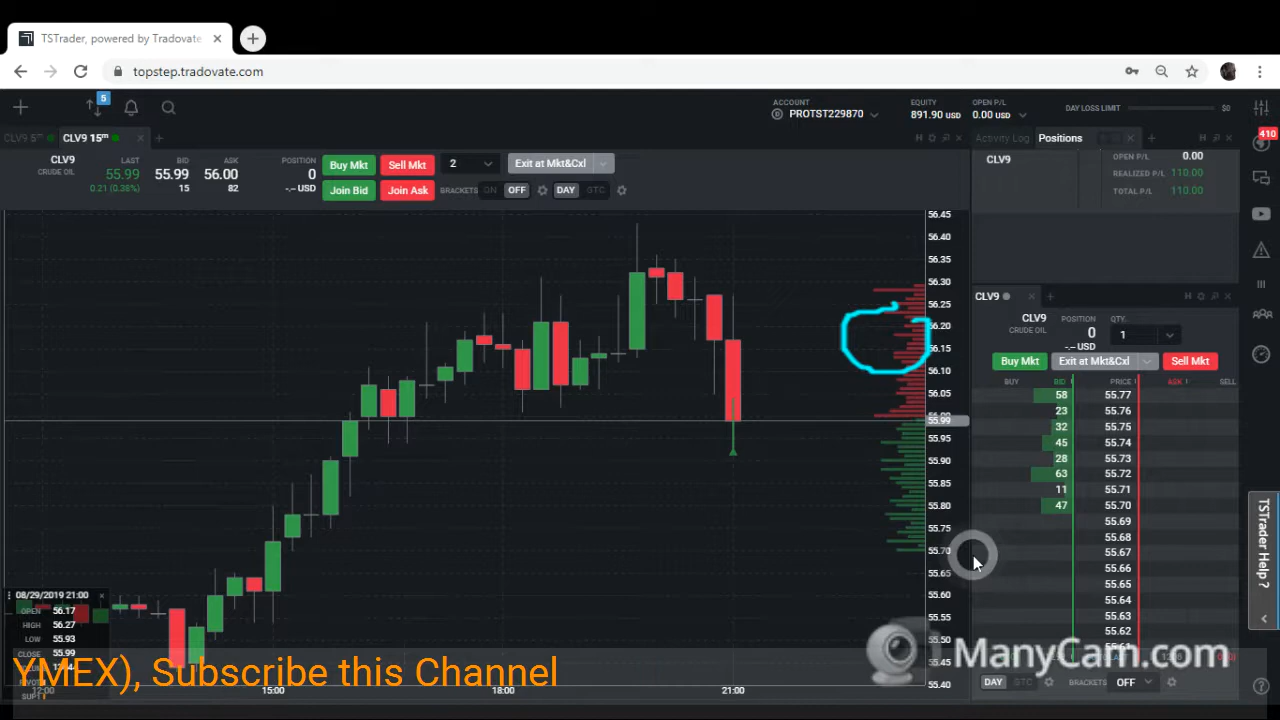 TSTrader, powered by Tradovate
topstep.tradovate.com
5
ACCOUNT
PROTST229870
EQUITY
891.90 USD
OPEN P/L
0.00 USD
DAY LOSS LIMIT
$0
CLV9 5m
CLV9 15m
H
Activity Log
Positions
H
410
CLV9
CRUDE OIL
LAST
55.99
0.21 (0.38%)
BID
55.99
15
ASK
56.00
82
POSITION
0
-.-- USD
Buy Mkt
Sell Mkt
2
Exit at Mkt&Cxl
Join Bid
Join Ask
BRACKETS
ON
OFF
DAY
GTC
CLV9
OPEN P/L
0.00
REALIZED P/L
110.00
TOTAL P/L
110.00
56.45
56.40
56.35
56.30
56.25
56.20
56.15
56.10
56.05
56.00
55.99
55.95
55.90
55.85
55.80
55.75
55.70
55.65
55.60
55.55
55.50
55.45
55.40
CLV9
H
CLV9
CRUDE OIL
POSITION
0
-.-- USD
QTY.
1
Buy Mkt
Exit at Mkt&Cxl
Sell Mkt
BUY
BID
PRICE
ASK
SELL
58 55.77
23 55.76
32 55.75
45 55.74
28 55.73
63 55.72
11 55.71
47 55.70
55.69
55.68
55.67
55.66
55.65
55.64
55.63
55.62
TSTrader Help ?
08/29/2019 21:00
OPEN 56.17
HIGH 56.27
LOW 55.93
CLOSE 55.99
YMEX), Subscribe this Channel
ManyCam.com
12:00
15:00
18:00
21:00
DAY
GTC
BRACKETS
OFF